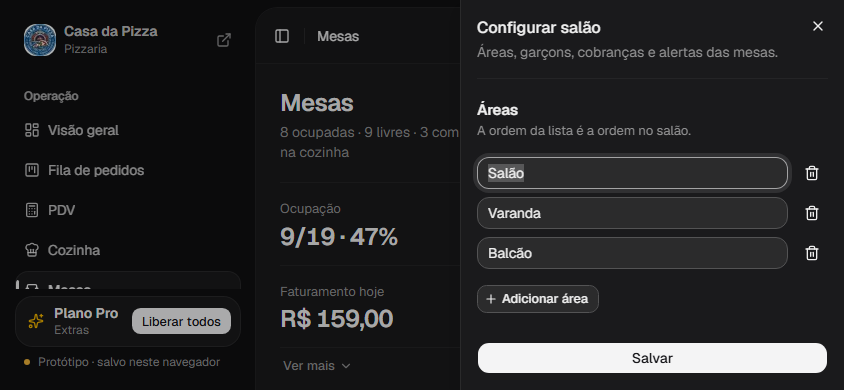 Casa da Pizza
Pizzaria
Operação
Visão geral
Fila de pedidos
PDV
Cozinha
Mesas
Plano Pro
Extras
Liberar todos
Protótipo · salvo neste navegador
Mesas
Mesas
8 ocupadas · 9 livres · 3 com
na cozinha
Ocupação
9/19 · 47%
Faturamento hoje
R$ 159,00
Ver mais
Configurar salão
Áreas, garçons, cobranças e alertas das mesas.
Áreas
A ordem da lista é a ordem no salão.
Salão
Varanda
Balcão
+ Adicionar área
Salvar